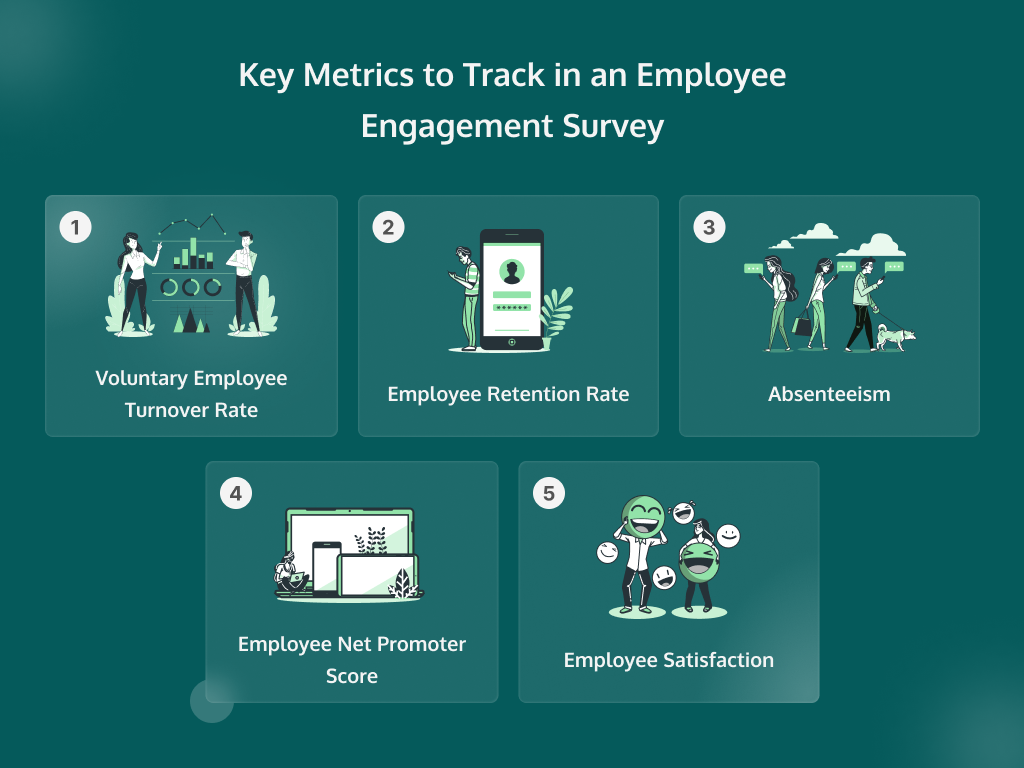 Key Metrics to Track in an Employee
Engagement Survey
1
Voluntary Employee
Turnover Rate
2
Employee Retention Rate
3
Absenteeism
4
Employee Net Promoter
Score
5
Employee Satisfaction